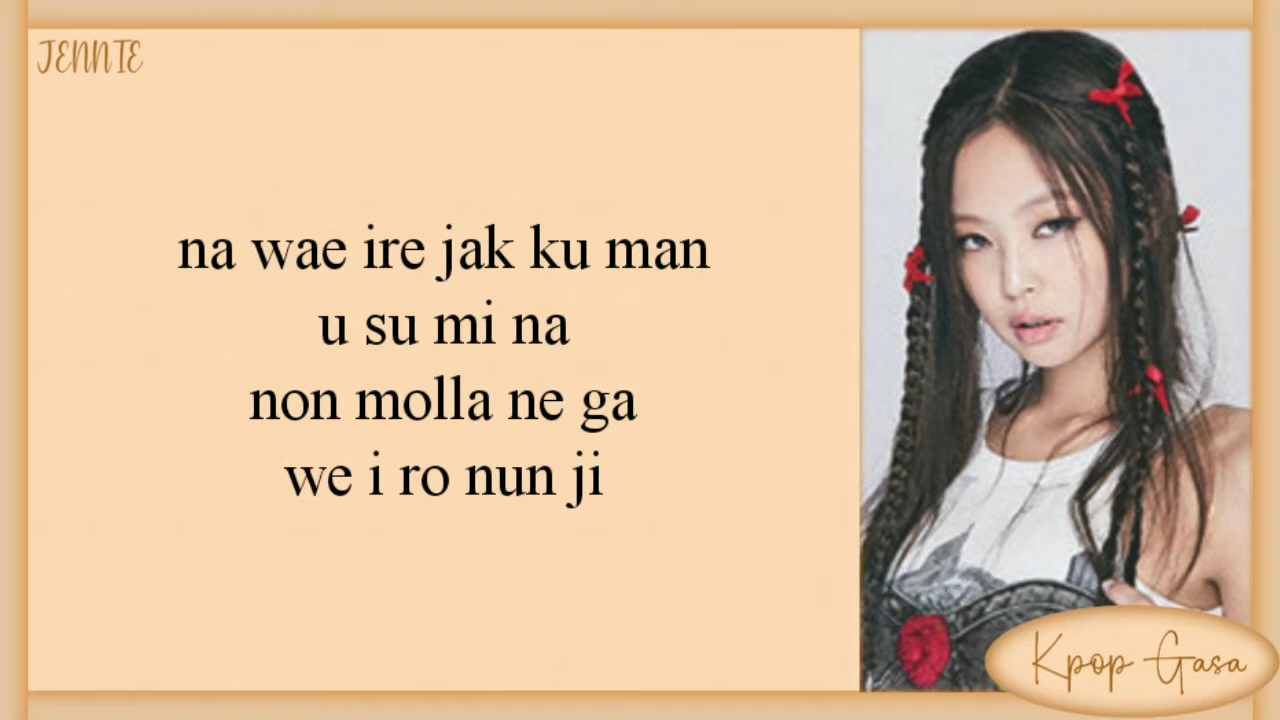 JENNIE
na wae ire jak ku man
u su mi na
non molla ne ga
we i ro nun ji
Kpop Gasa